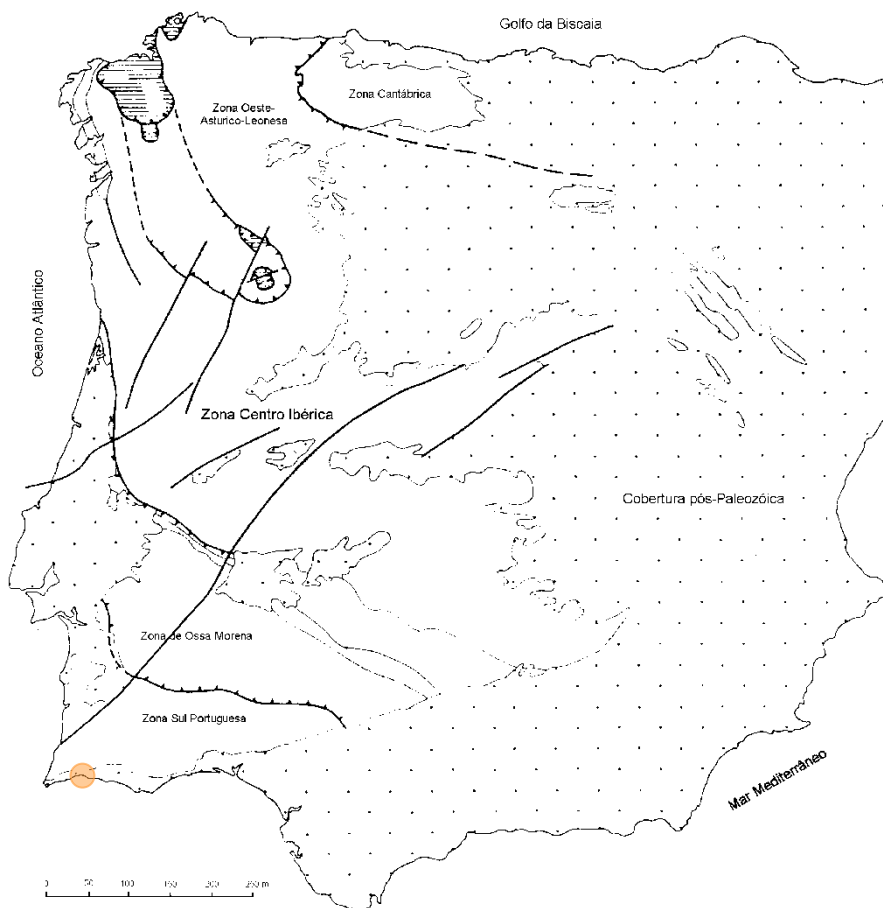 Golfo da Biscaia
Zona Cantábrica
Zona Oeste-
Asturico-Leonesa
Oceano Atlântico
Zona Centro Ibérica
Cobertura pós-Paleozóica
Zona de Ossa Morena
Zona Sul Portuguesa
Mar Mediterrâneo
0 50 100 150 200 250 m